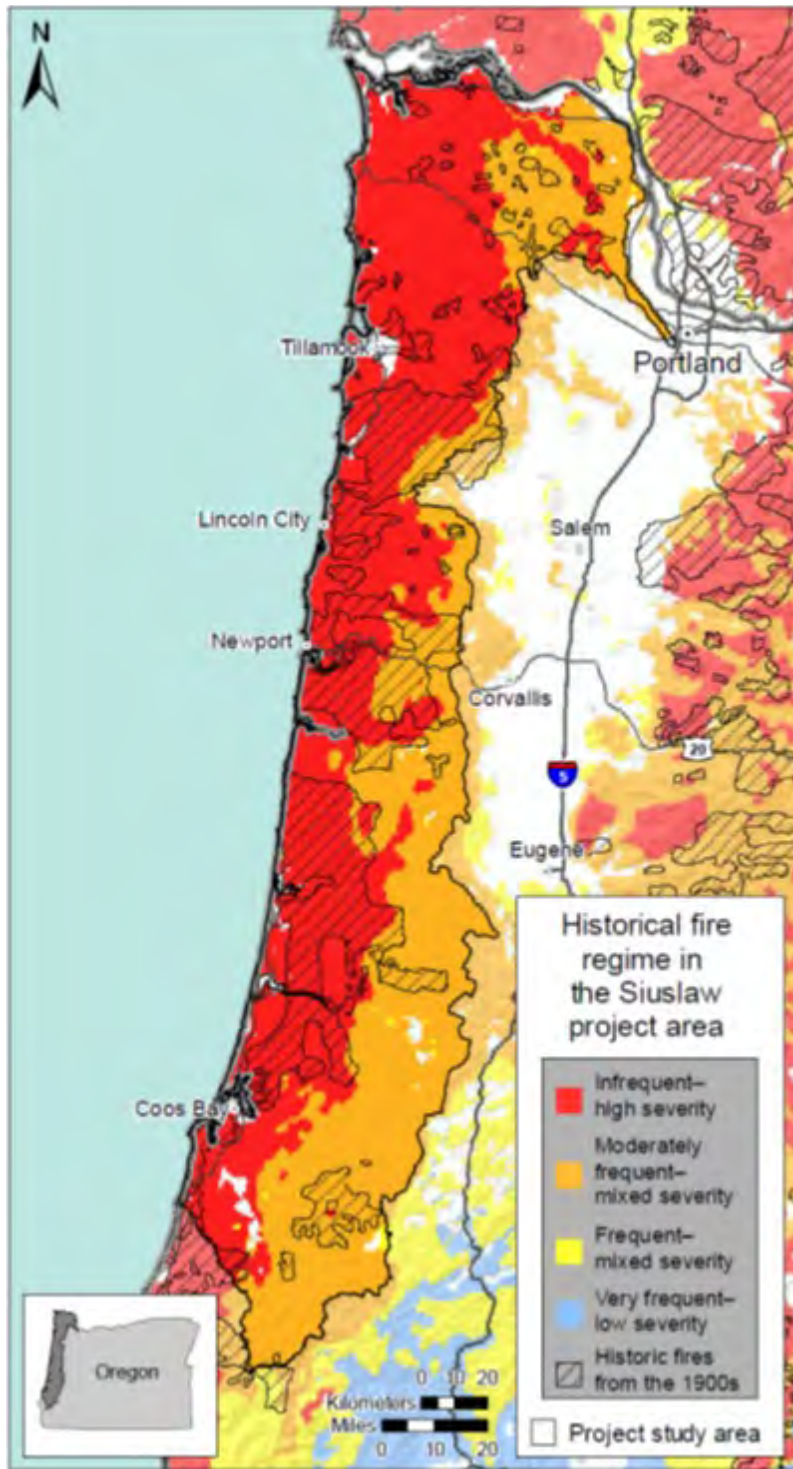 N
Tillamook
Portland
Lincoln City
Salem
Newport
Corvallis
20
5
Eugene
Coos Bay
Historical fire
regime in
the Siuslaw
project area
Infrequent–
high severity
Moderately
frequent–
mixed severity
Frequent–
mixed severity
Very frequent–
low severity
Historic fires
from the 1900s
Project study area
Oregon
0 10 20
Kilometers
Miles
0 10 20